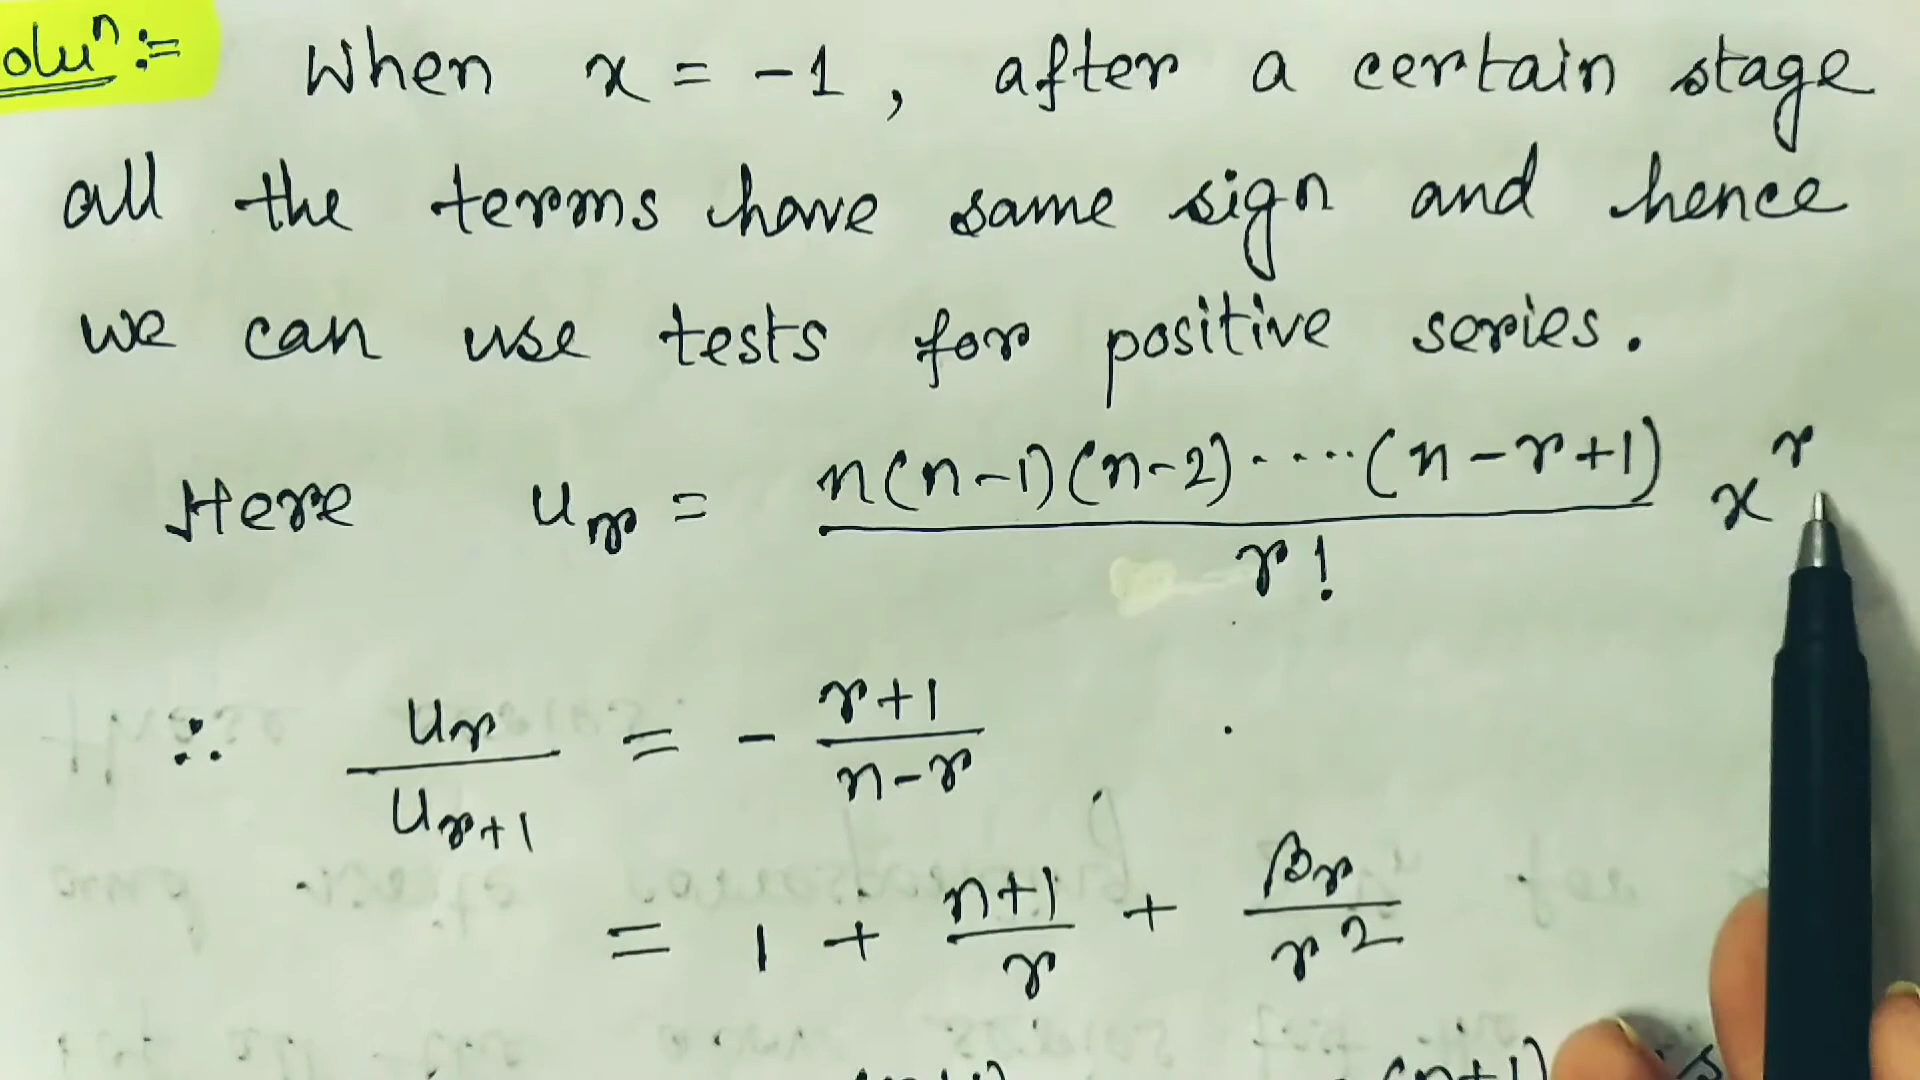 oluⁿ := When x = -1, after a certain stage
all the terms have same sign and hence
we can use tests for positive series.
Here u_r = n(n-1)(n-2).....(n-r+1) / r! x^r
∴ u_r / u_{r+1} = - r+1 / n-r
= 1 + n+1 / r + β_r / r²